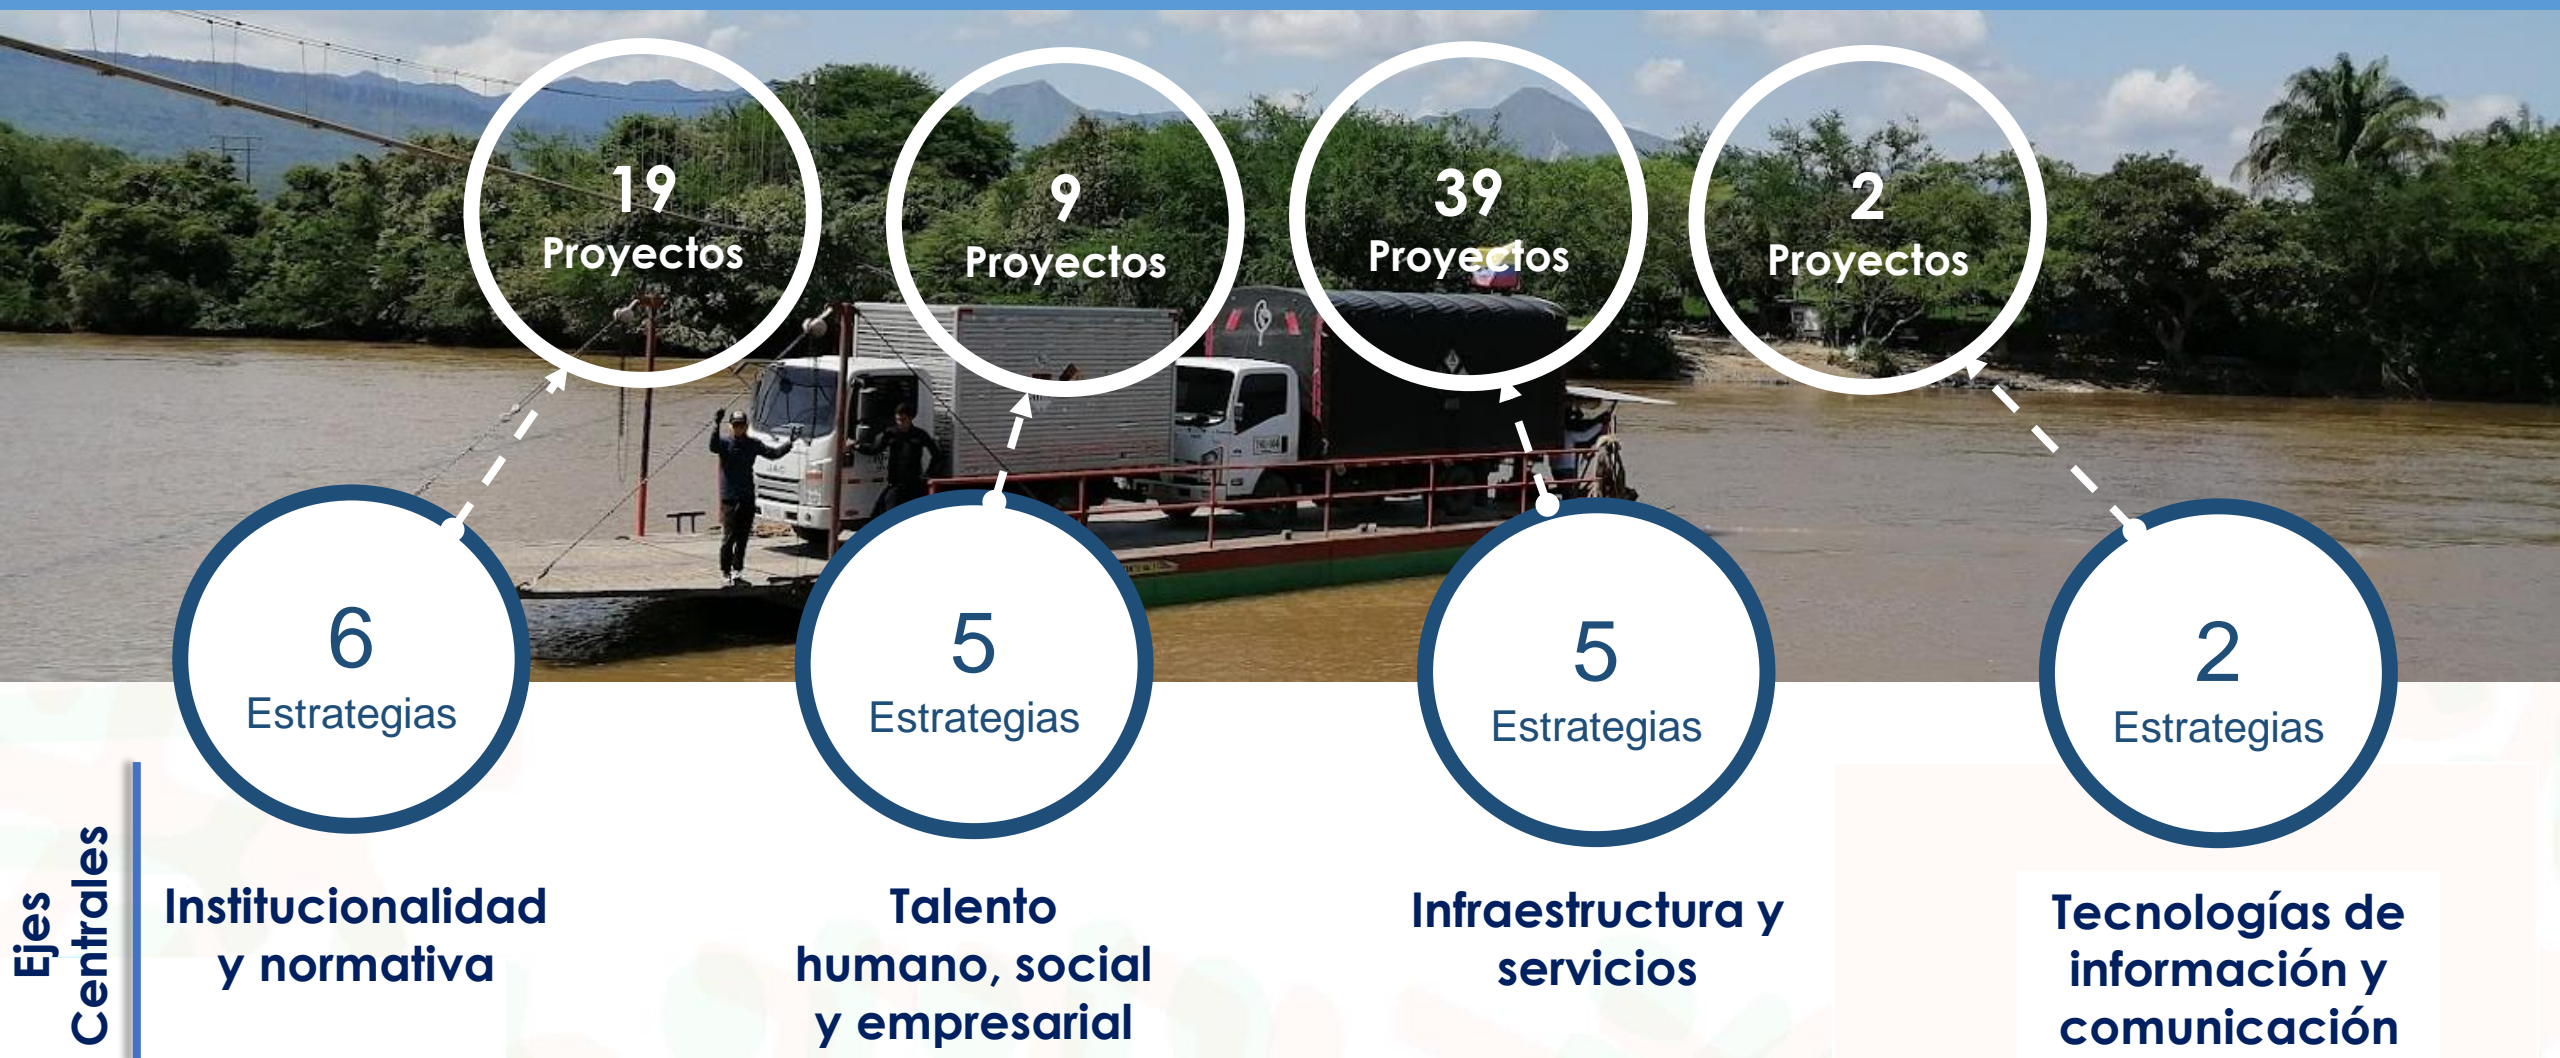 19
Proyectos
9
Proyectos
39
Proyectos
2
Proyectos
6
Estrategias
5
Estrategias
5
Estrategias
2
Estrategias
Ejes
Centrales
Institucionalidad
y normativa
Talento
humano, social
y empresarial
Infraestructura y
servicios
Tecnologías de
información y
comunicación